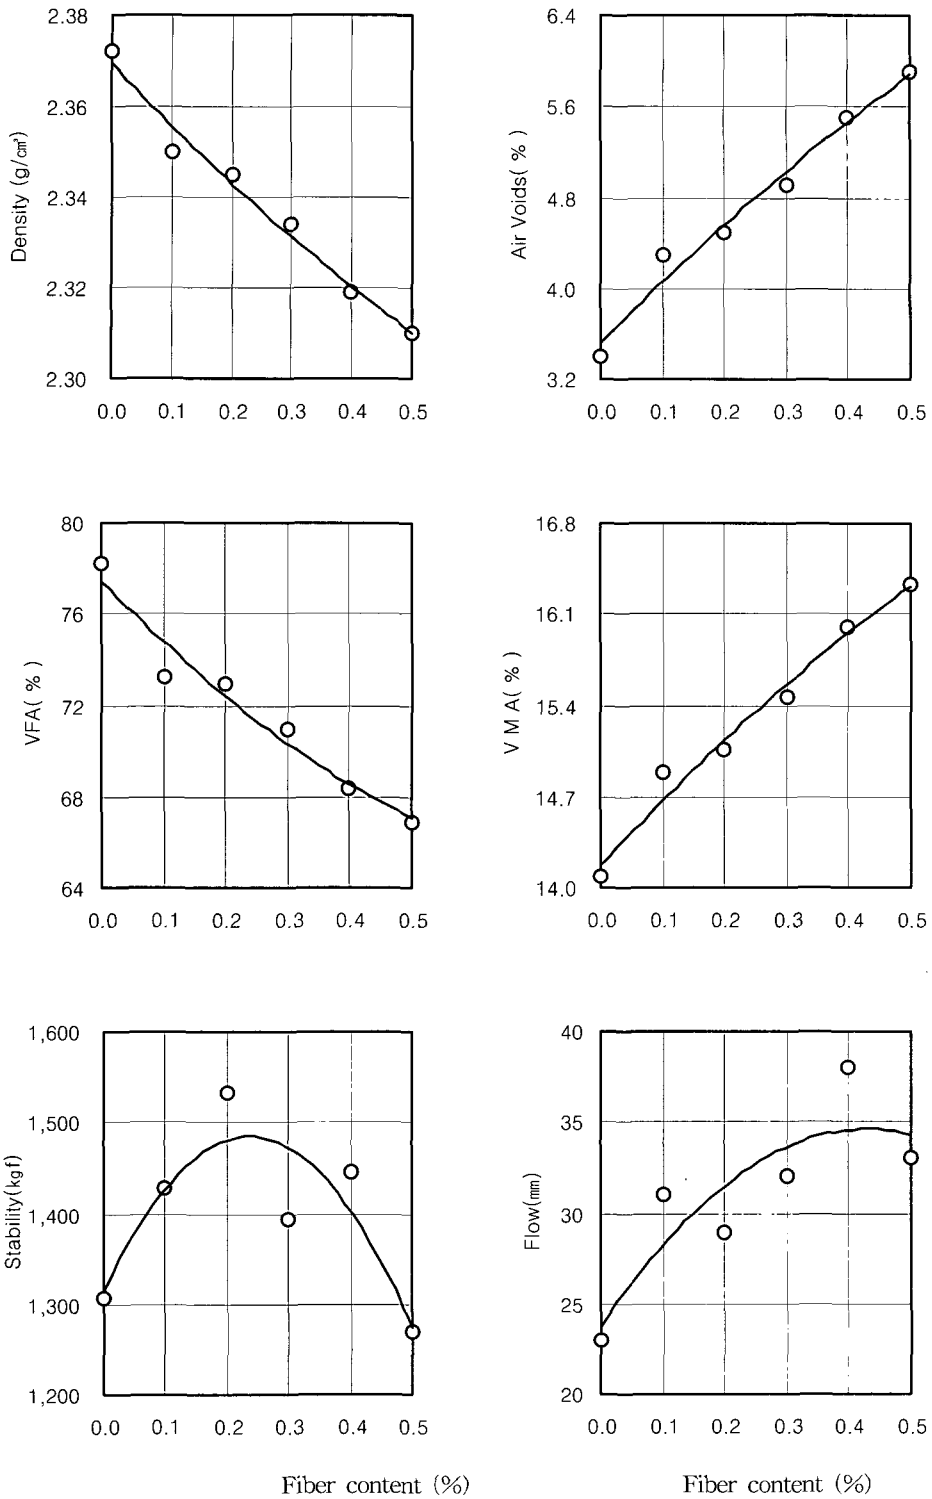 2.38
2.36
2.34
2.32
2.30
Density (g/㎤)
0.0 0.1 0.2 0.3 0.4 0.5
6.4
5.6
4.8
4.0
3.2
Air Voids( % )
0.0 0.1 0.2 0.3 0.4 0.5
80
76
72
68
64
VFA( % )
0.0 0.1 0.2 0.3 0.4 0.5
16.8
16.1
15.4
14.7
14.0
V M A( % )
0.0 0.1 0.2 0.3 0.4 0.5
1,600
1,500
1,400
1,300
1,200
Stability(kgf)
0.0 0.1 0.2 0.3 0.4 0.5
Fiber content (%)
40
35
30
25
20
Flow(㎜)
0.0 0.1 0.2 0.3 0.4 0.5
Fiber content (%)